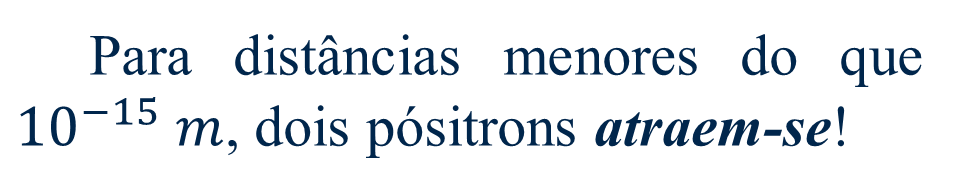 Para distâncias menores do que
10⁻¹⁵ m, dois pósitrons atraem-se!